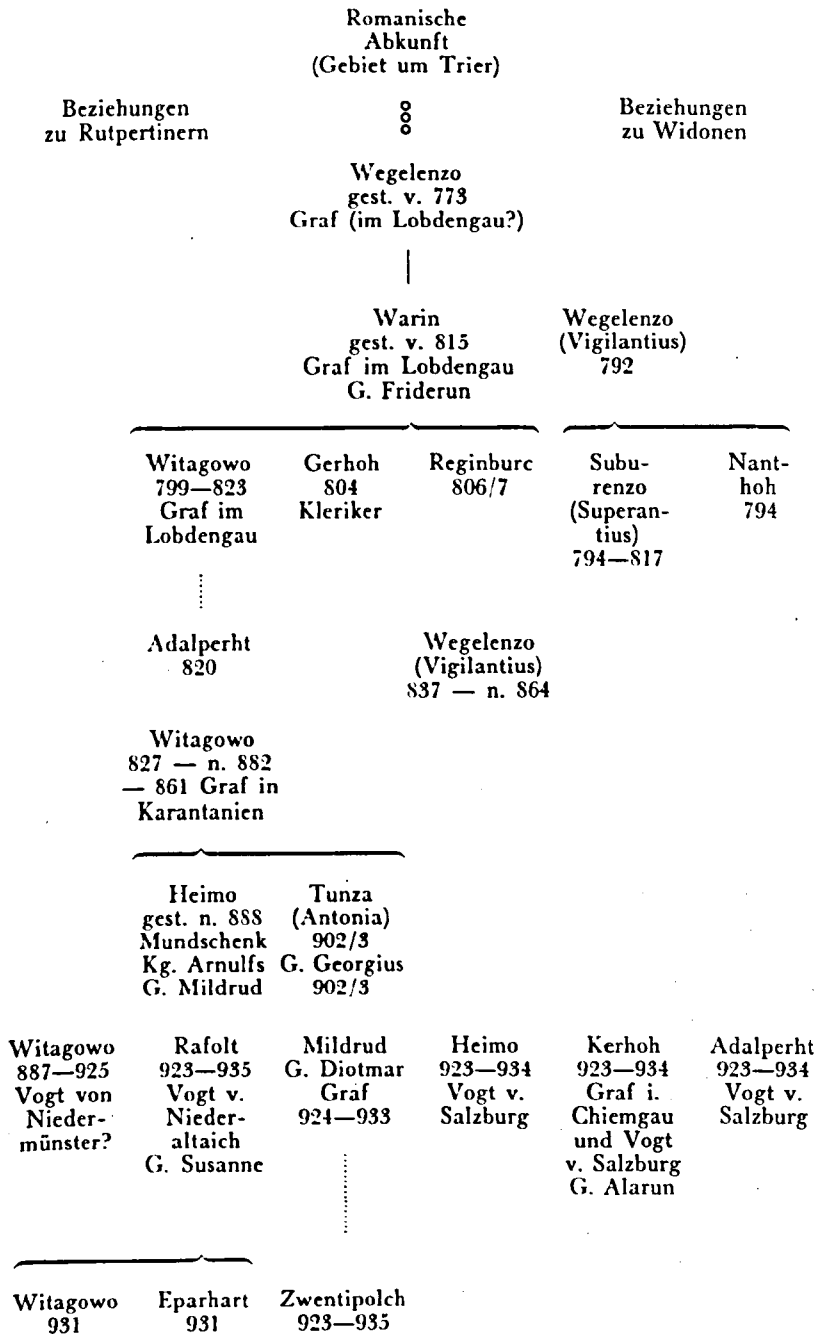 Romanische
Abkunft
(Gebiet um Trier)
Beziehungen
zu Rutpertinern
Beziehungen
zu Widonen
Wegelenzo
gest. v. 773
Graf (im Lobdengau?)
Warin
gest. v. 815
Graf im Lobdengau
G. Friderun
Wegelenzo
(Vigilantius)
792
Witagowo
799—823
Graf im
Lobdengau
Gerhoh
804
Kleriker
Reginburc
806/7
Subu-
renzo
(Superan-
tius)
794—817
Nant-
hoh
794
Adalperht
820
Wegelenzo
(Vigilantius)
837 — n. 864
Witagowo
827 — n. 882
— 861 Graf in
Karantanien
Heimo
gest. n. 888
Mundschenk
Kg. Arnulfs
G. Mildrud
Tunza
(Antonia)
902/3
G. Georgius
902/3
Witagowo
887—925
Vogt von
Nieder-
münster?
Rafolt
923—935
Vogt v.
Nieder-
altaich
G. Susanne
Mildrud
G. Diotmar
Graf
924—933
Heimo
923—934
Vogt v.
Salzburg
Kerhoh
923—934
Graf i.
Chiemgau
und Vogt
v. Salzburg
G. Alarun
Adalperht
923—934
Vogt v.
Salzburg
Witagowo
931
Eparhart
931
Zwentipolch
923—935